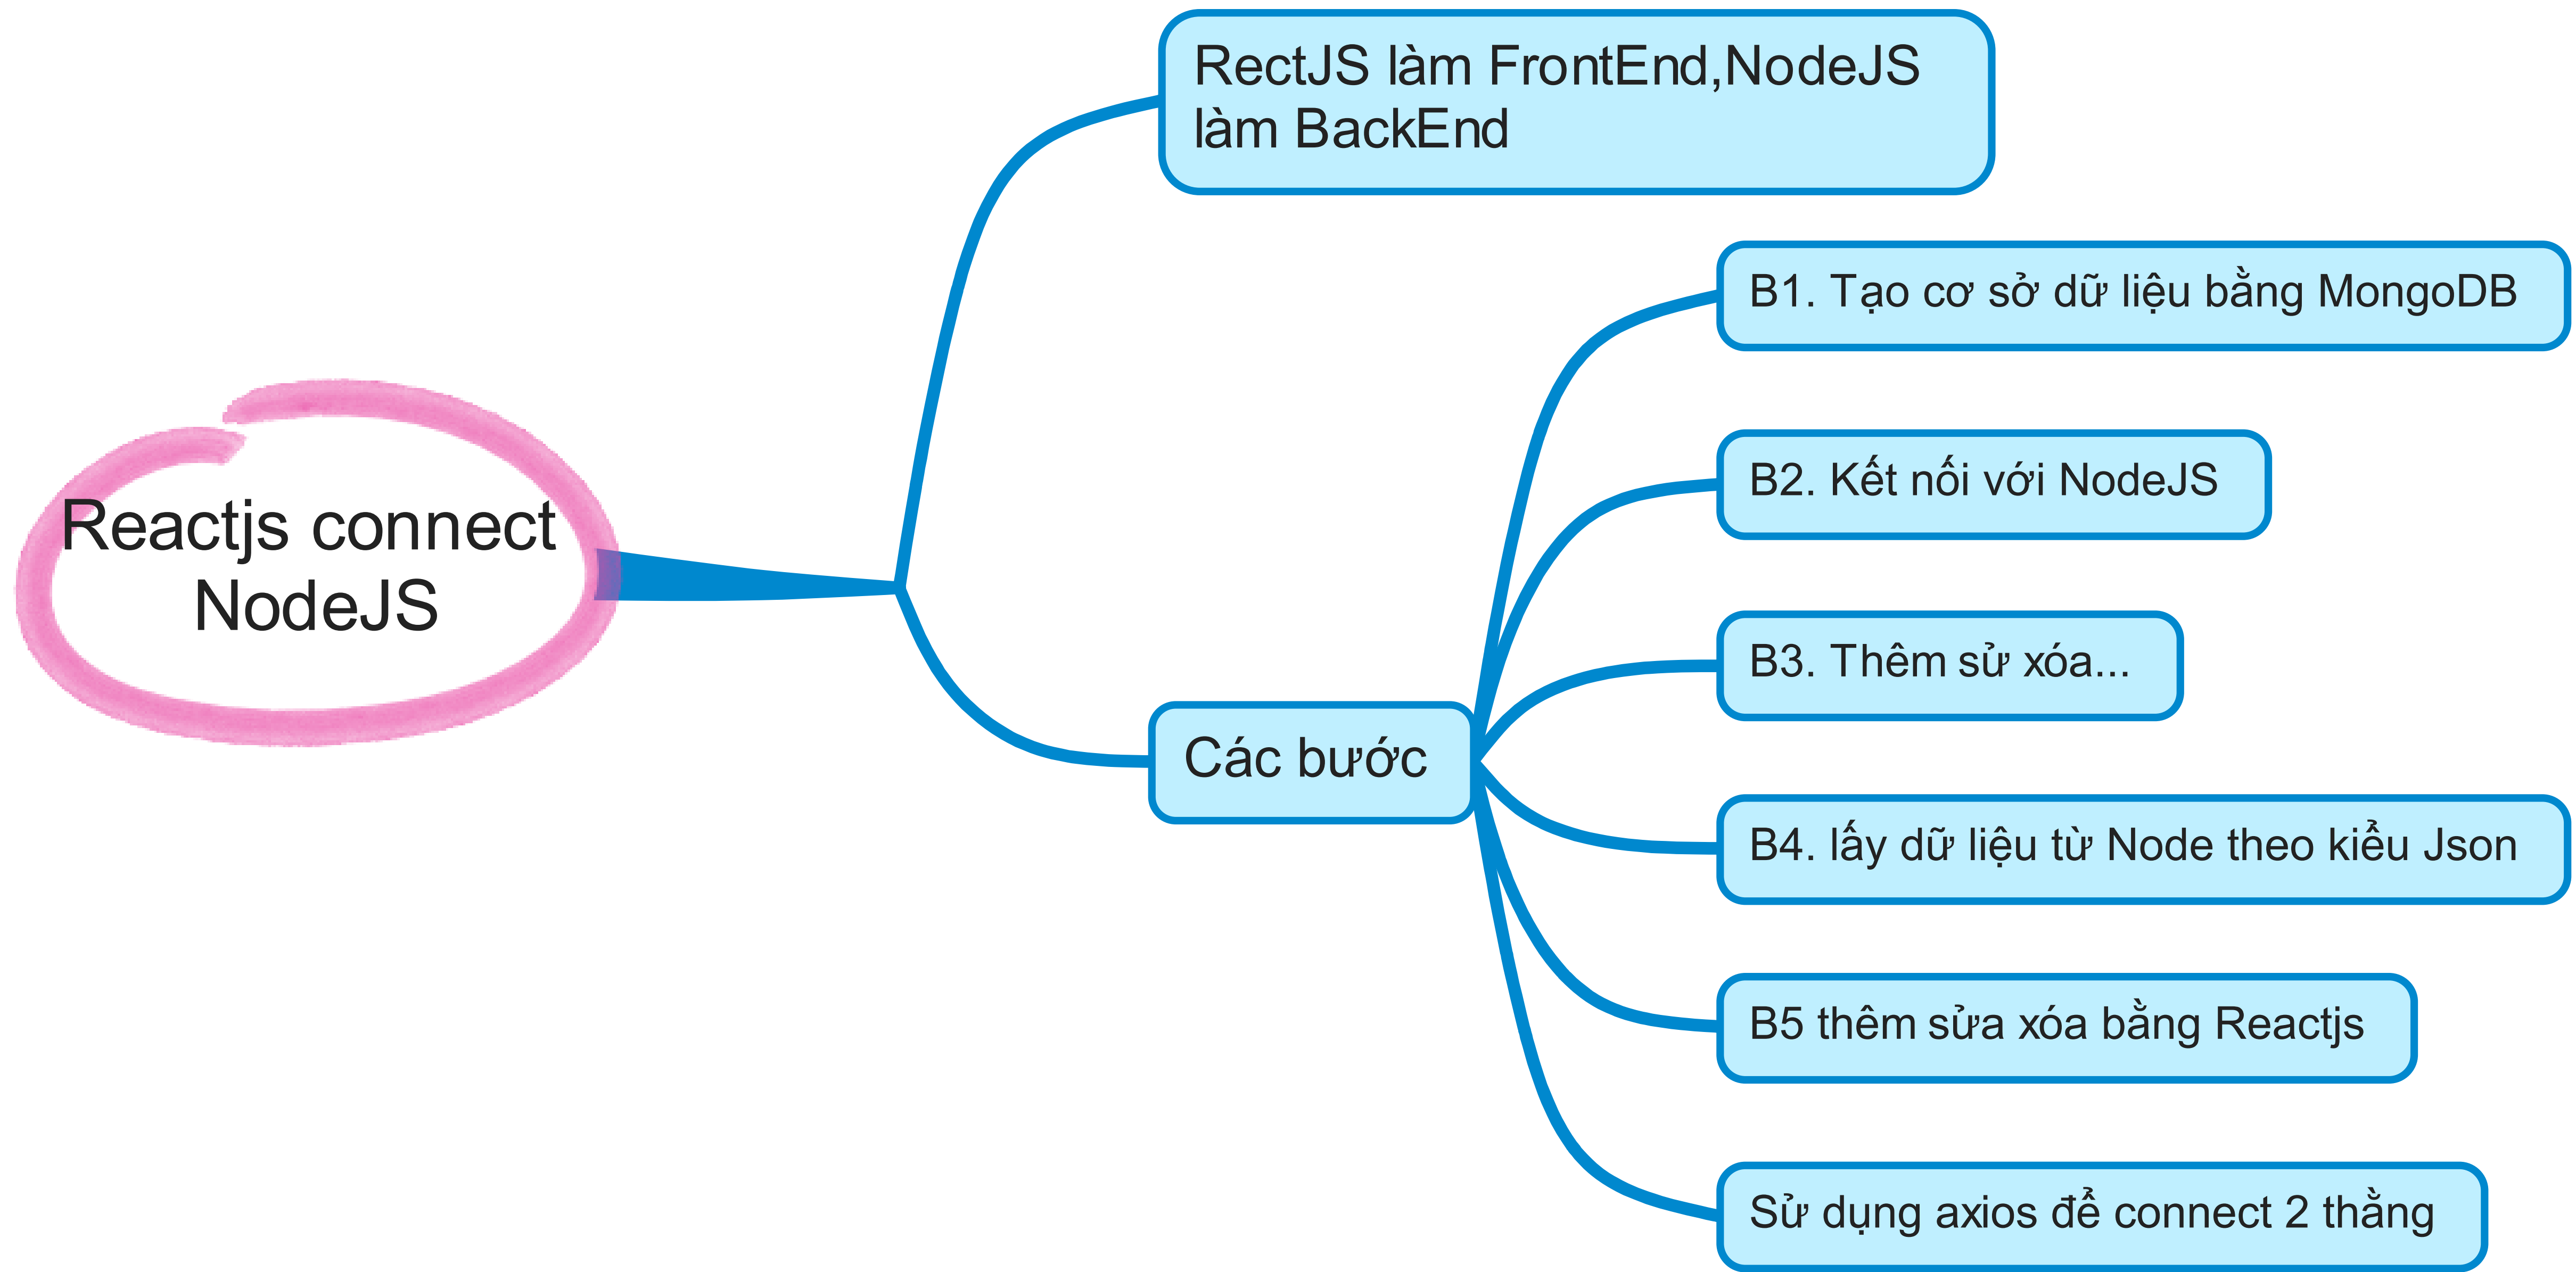 Reactjs connect
NodeJS
RectJS làm FrontEnd,NodeJS
làm BackEnd
Các bước
B1. Tạo cơ sở dữ liệu bằng MongoDB
B2. Kết nối với NodeJS
B3. Thêm sử xóa...
B4. lấy dữ liệu từ Node theo kiểu Json
B5 thêm sửa xóa bằng Reactjs
Sử dụng axios để connect 2 thằng